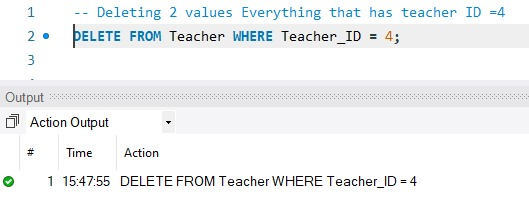 1 -- Deleting 2 values Everything that has teacher ID =4
2 DELETE FROM Teacher WHERE Teacher_ID = 4;
3
Output
Action Output
# Time Action
1 15:47:55 DELETE FROM Teacher WHERE Teacher_ID = 4